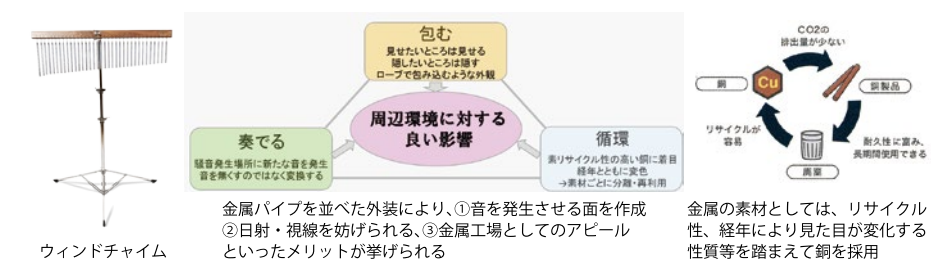 ウィンドチャイム
包む
見せたいところは見せる
隠したいところは隠す
ロープで包み込むような外観
周辺環境に対する
良い影響
奏でる
騒音発生場所に新たな音を発生
音を無くすのではなく変換する
循環
素リサイクル性の高い銅に着目
経年とともに変色
→素材ごとに分離・再利用
金属パイプを並べた外装により、①音を発生させる面を作成
②日射・視線を妨げられる、③金属工場としてのアピール
といったメリットが挙げられる
CO2の
排出量が少ない
銅
Cu
銅製品
リサイクルが
容易
耐久性に富み、
長期間使用できる
廃棄
金属の素材としては、リサイクル
性、経年により見た目が変化する
性質等を踏まえて銅を採用